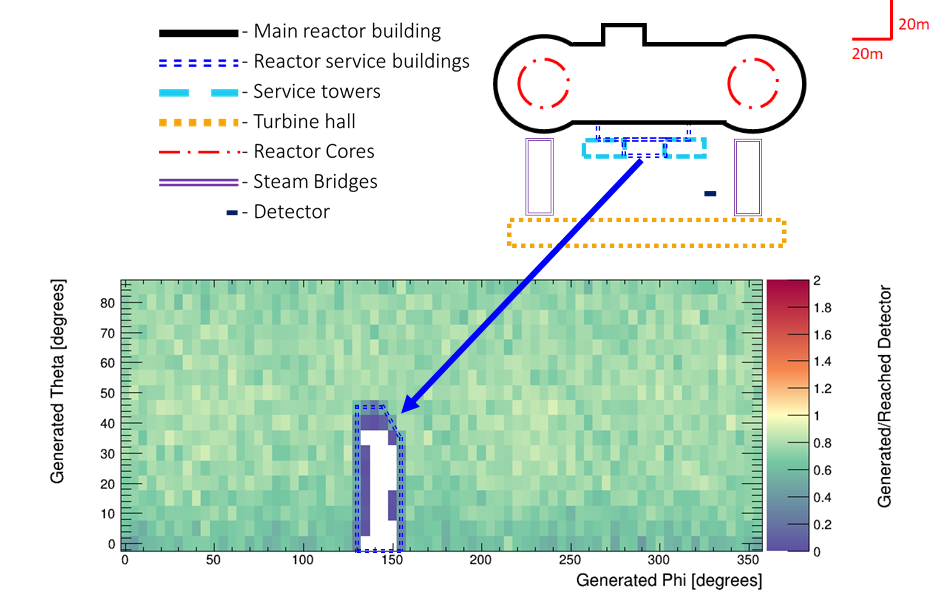 - Main reactor building
- Reactor service buildings
- Service towers
- Turbine hall
- Reactor Cores
- Steam Bridges
- Detector
20m
20m
Generated Theta [degrees]
80
70
60
50
40
30
20
10
0
0 50 100 150 200 250 300 350
Generated Phi [degrees]
2
1.8
1.6
1.4
1.2
1
0.8
0.6
0.4
0.2
0
Generated/Reached Detector